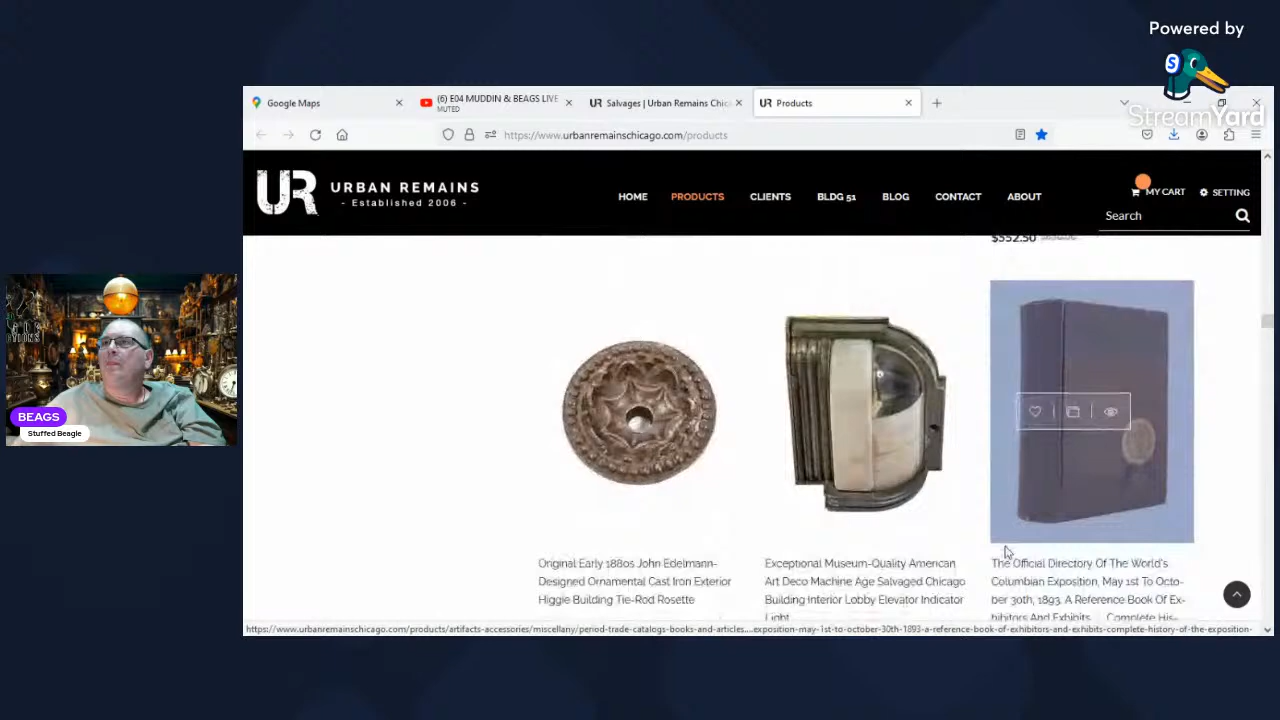 Powered by
S
StreamYard
Google Maps
(6) E04 MUDDIN & BEAGS LIVE
MUTED
UR Salvages | Urban Remains Chic
UR Products
https://www.urbanremainschicago.com/products
UR URBAN REMAINS
- Established 2006 -
HOME PRODUCTS CLIENTS BLDG 51 BLOG CONTACT ABOUT
MY CART SETTING
Search
$552.50
BEAGS
Stuffed Beagle
Original Early 1880s John Edelmann-
Designed Ornamental Cast Iron Exterior
Higgie Building Tie-Rod Rosette
Exceptional Museum-Quality American
Art Deco Machine Age Salvaged Chicago
Building Interior Lobby Elevator Indicator
Light
The Official Directory Of The World's
Columbian Exposition, May 1st To Octo-
ber 30th, 1893. A Reference Book Of Ex-
hibitors And Exhibits ... Complete His-
https://www.urbanremainschicago.com/products/artifacts-accessories/miscellany/period-trade-catalogs-books-and-articles....exposition-may-1st-to-october-30th-1893-a-reference-book-of-exhibitors-and-exhibits-complete-history-of-the-exposition-